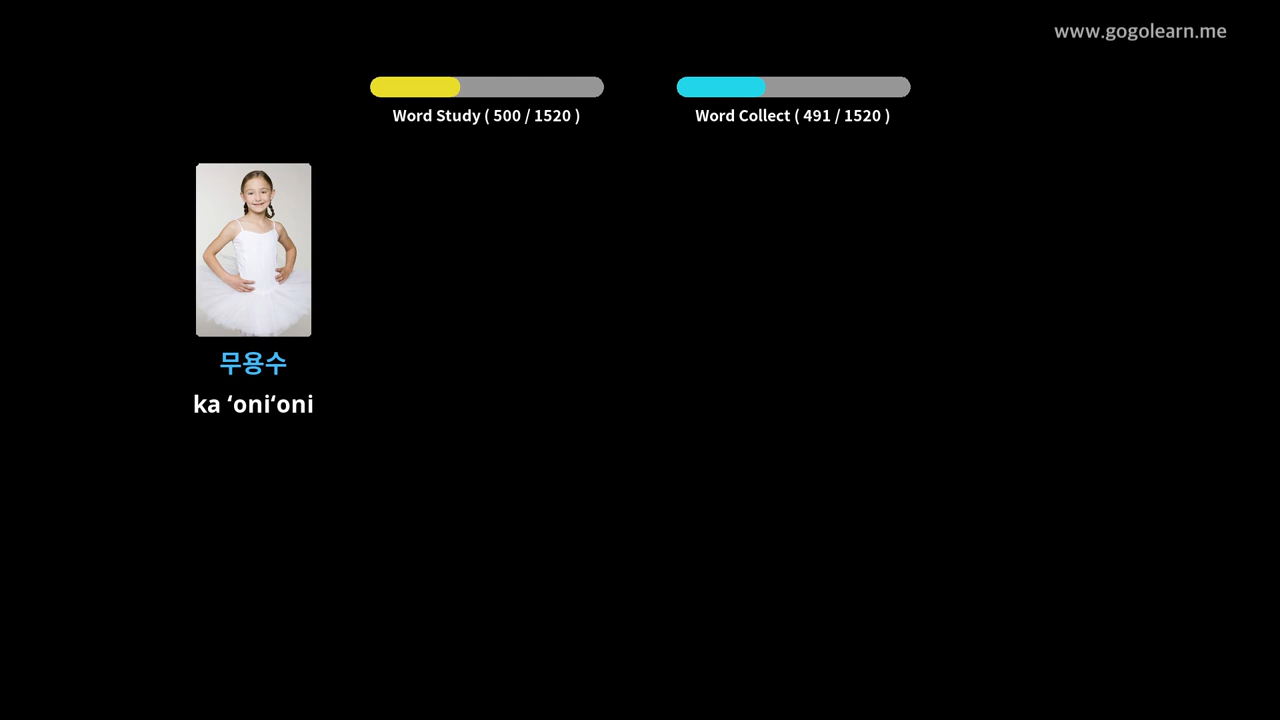 www.gogolearn.me
Word Study ( 500 / 1520 )
Word Collect ( 491 / 1520 )
무용수
ka ʻoniʻoni